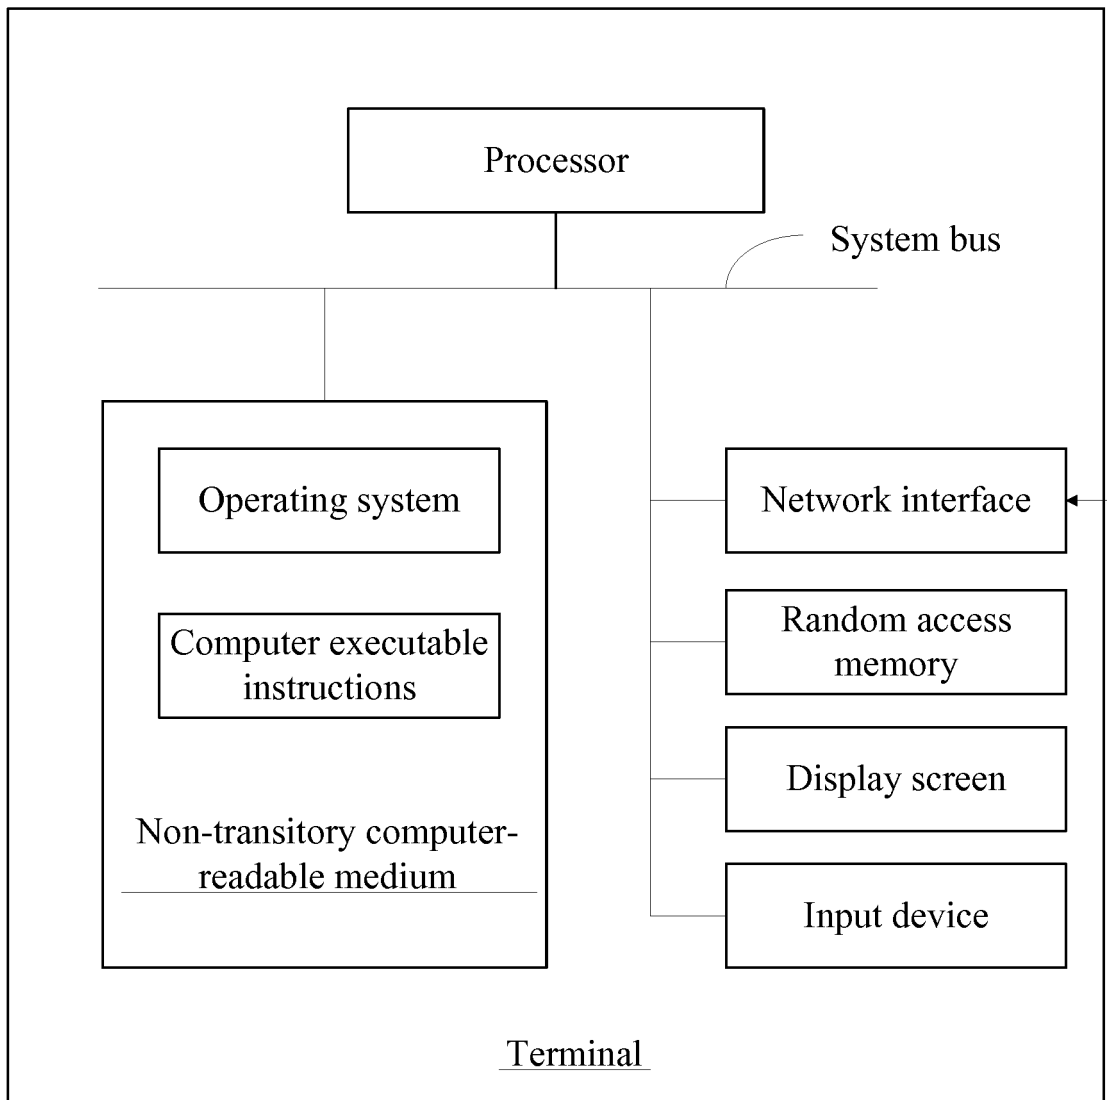 Processor
System bus
Operating system
Computer executable
instructions
Non-transitory computer-
readable medium
Network interface
Random access
memory
Display screen
Input device
Terminal